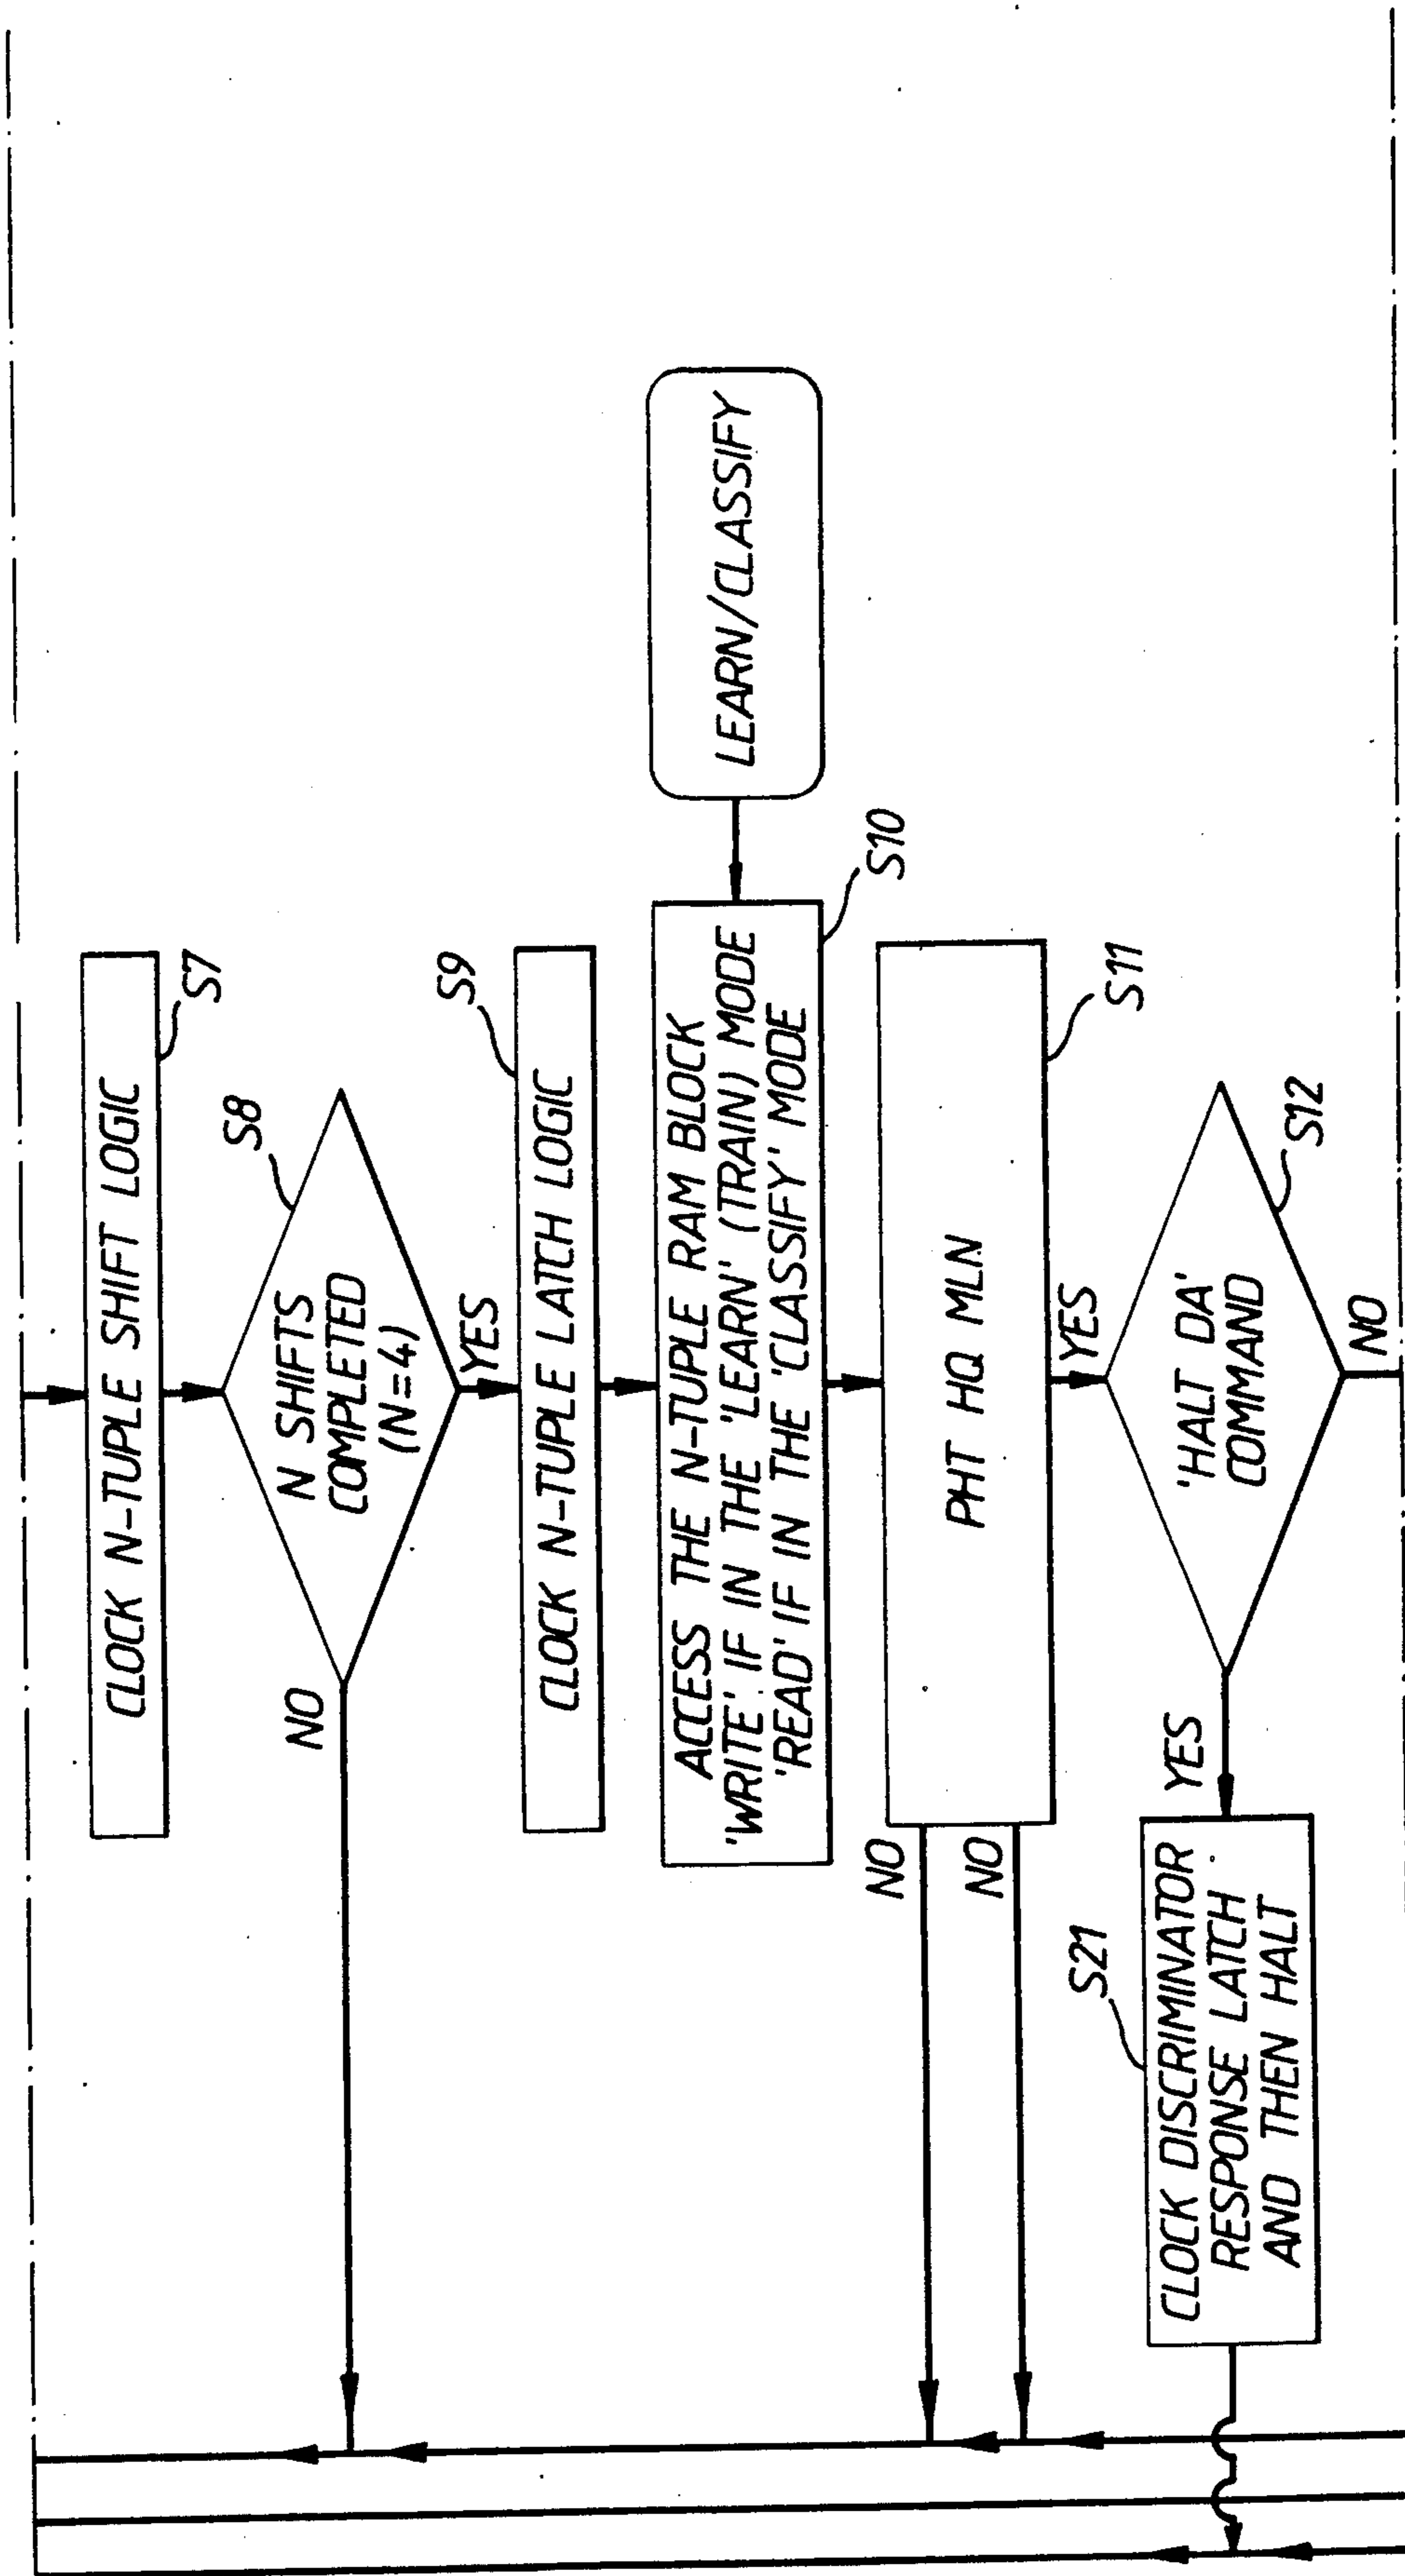 CLOCK N-TUPLE SHIFT LOGIC
S7
S8
N SHIFTS
COMPLETED
(N=4)
NO
YES
S9
CLOCK N-TUPLE LATCH LOGIC
LEARN/CLASSIFY
ACCESS THE N-TUPLE RAM BLOCK
'WRITE' IF IN THE 'LEARN' (TRAIN) MODE
'READ' IF IN THE 'CLASSIFY' MODE
S10
PHT HQ MLN
S11
NO
NO
YES
'HALT DA'
COMMAND
S12
YES
NO
S21
CLOCK DISCRIMINATOR
RESPONSE LATCH
AND THEN HALT